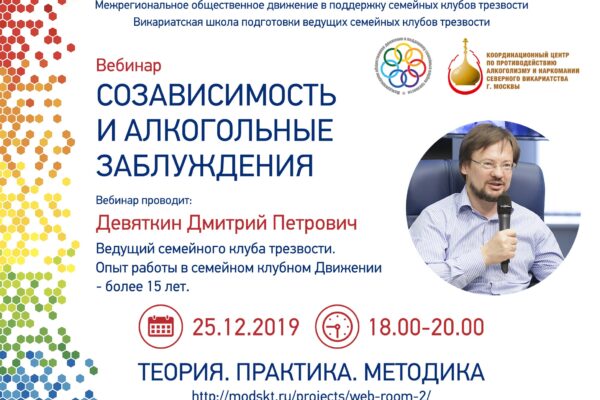 Межрегиональное общественное движение в поддержку семейных клубов трезвости
Викариатская школа подготовки ведущих семейных клубов трезвости
Вебинар
СОЗАВИСИМОСТЬ
И АЛКОГОЛЬНЫЕ
ЗАБЛУЖДЕНИЯ
КООРДИНАЦИОННЫЙ ЦЕНТР
ПО ПРОТИВОДЕЙСТВИЮ
АЛКОГОЛИЗМУ И НАРКОМАНИИ
СЕВЕРНОГО ВИКАРИАТСТВА
Г. МОСКВЫ
Вебинар проводит:
Девяткин Дмитрий Петрович
Ведущий семейного клуба трезвости.
Опыт работы в семейном клубном Движении
- более 15 лет.
25.12.2019
18.00-20.00
ТЕОРИЯ. ПРАКТИКА. МЕТОДИКА
http://modskt.ru/projects/web-room-2/